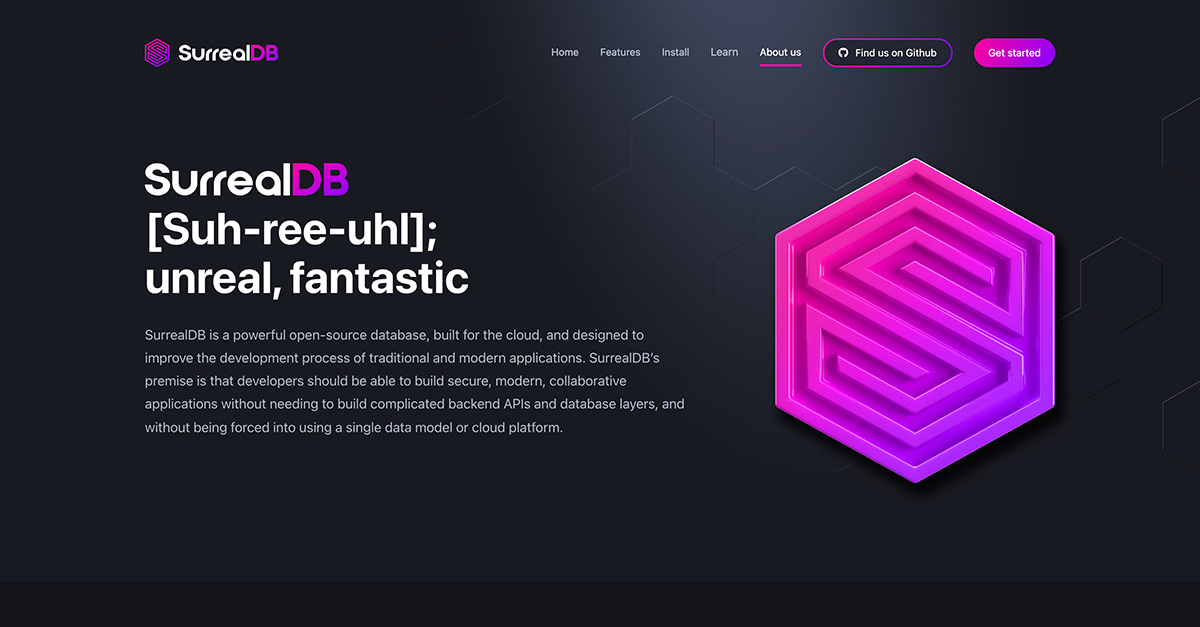 SurrealDB
Home Features Install Learn About us Find us on Github Get started
SurrealDB
[Suh-ree-uhl];
unreal, fantastic
SurrealDB is a powerful open-source database, built for the cloud, and designed to
improve the development process of traditional and modern applications. SurrealDB's
premise is that developers should be able to build secure, modern, collaborative
applications without needing to build complicated backend APIs and database layers, and
without being forced into using a single data model or cloud platform.